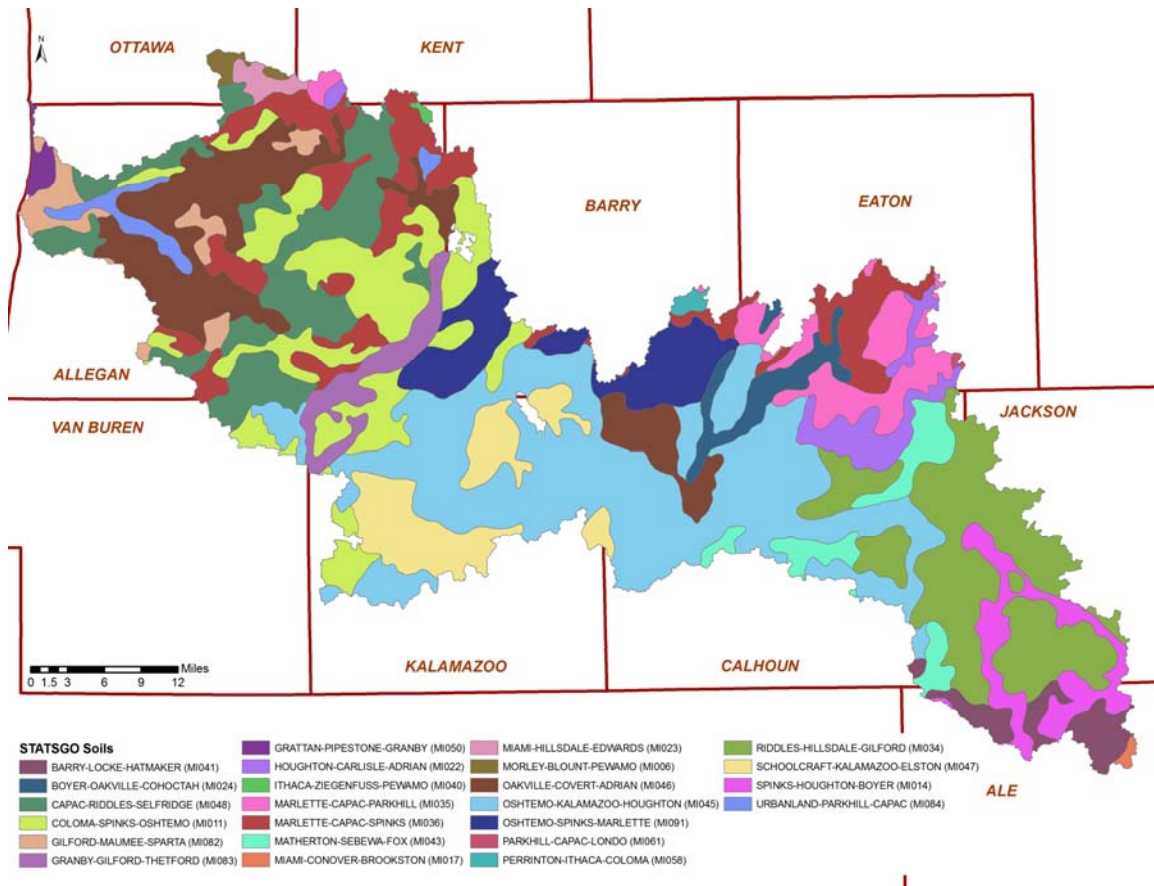 N
OTTAWA
KENT
BARRY
EATON
ALLEGAN
VAN BUREN
JACKSON
KALAMAZOO
CALHOUN
ALE
Miles
0 1.5 3 6 9 12
STATSGO Soils
BARRY-LOCKE-HATMAKER (MI041)
BOYER-OAKVILLE-COHOCTAH (MI024)
CAPAC-RIDDLES-SELFRIDGE (MI048)
COLOMA-SPINKS-OSHTEMO (MI011)
GILFORD-MAUMEE-SPARTA (MI082)
GRANBY-GILFORD-THETFORD (MI083)
GRATTAN-PIPESTONE-GRANBY (MI050)
HOUGHTON-CARLISLE-ADRIAN (MI022)
ITHACA-ZIEGENFUSS-PEWAMO (MI040)
MARLETTE-CAPAC-PARKHILL (MI035)
MARLETTE-CAPAC-SPINKS (MI036)
MATHERTON-SEBEWA-FOX (MI043)
MIAMI-CONOVER-BROOKSTON (MI017)
MIAMI-HILLSDALE-EDWARDS (MI023)
MORLEY-BLOUNT-PEWAMO (MI006)
OAKVILLE-COVERT-ADRIAN (MI046)
OSHTEMO-KALAMAZOO-HOUGHTON (MI045)
OSHTEMO-SPINKS-MARLETTE (MI091)
PARKHILL-CAPAC-LONDO (MI061)
PERRINTON-ITHACA-COLOMA (MI058)
RIDDLES-HILLSDALE-GILFORD (MI034)
SCHOOLCRAFT-KALAMAZOO-ELSTON (MI047)
SPINKS-HOUGHTON-BOYER (MI014)
URBANLAND-PARKHILL-CAPAC (MI084)